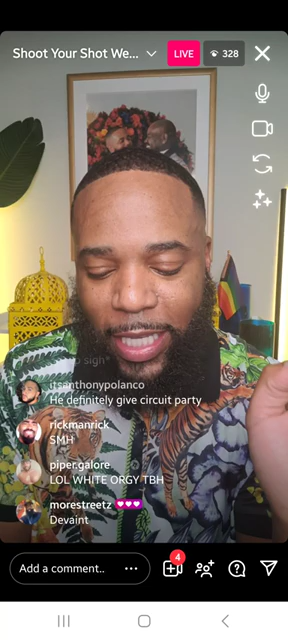 Shoot Your Shot We...
LIVE
328
sigh*
itsanthonypolanco
He definitely give circuit party
rickmanrick
SMH
piper.galore
LOL WHITE ORGY TBH
morestreetz
Devaint
4
Add a comment..